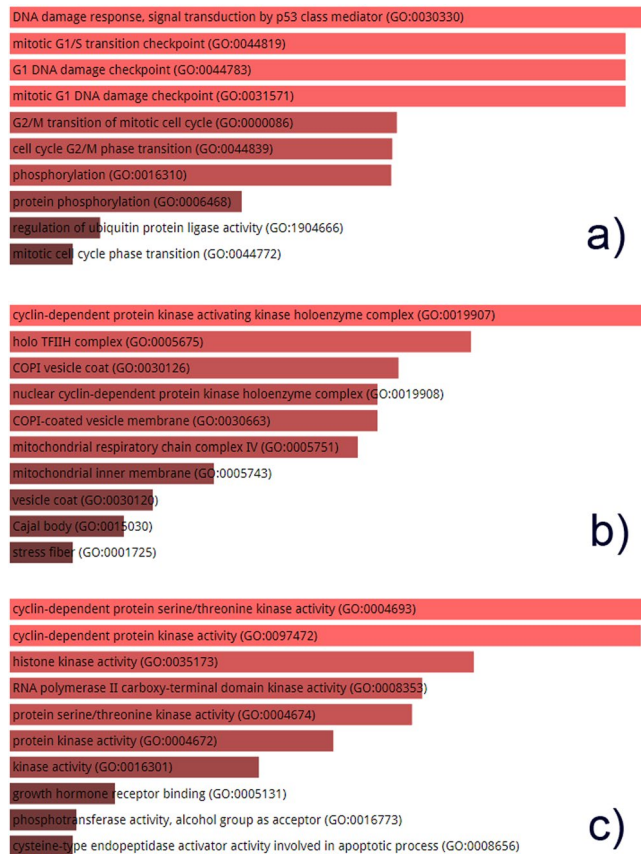 DNA damage response, signal transduction by p53 class mediator (GO:0030330)
mitotic G1/S transition checkpoint (GO:0044819)
G1 DNA damage checkpoint (GO:0044783)
mitotic G1 DNA damage checkpoint (GO:0031571)
G2/M transition of mitotic cell cycle (GO:0000086)
cell cycle G2/M phase transition (GO:0044839)
phosphorylation (GO:0016310)
protein phosphorylation (GO:0006468)
regulation of ubiquitin protein ligase activity (GO:1904666)
mitotic cell cycle phase transition (GO:0044772)
a)
cyclin-dependent protein kinase activating kinase holoenzyme complex (GO:0019907)
holo TFIIH complex (GO:0005675)
COPI vesicle coat (GO:0030126)
nuclear cyclin-dependent protein kinase holoenzyme complex (GO:0019908)
COPI-coated vesicle membrane (GO:0030663)
mitochondrial respiratory chain complex IV (GO:0005751)
mitochondrial inner membrane (GO:0005743)
vesicle coat (GO:0030120)
Cajal body (GO:0015030)
stress fiber (GO:0001725)
b)
cyclin-dependent protein serine/threonine kinase activity (GO:0004693)
cyclin-dependent protein kinase activity (GO:0097472)
histone kinase activity (GO:0035173)
RNA polymerase II carboxy-terminal domain kinase activity (GO:0008353)
protein serine/threonine kinase activity (GO:0004674)
protein kinase activity (GO:0004672)
kinase activity (GO:0016301)
growth hormone receptor binding (GO:0005131)
phosphotransferase activity, alcohol group as acceptor (GO:0016773)
cysteine-type endopeptidase activator activity involved in apoptotic process (GO:0008656)
c)